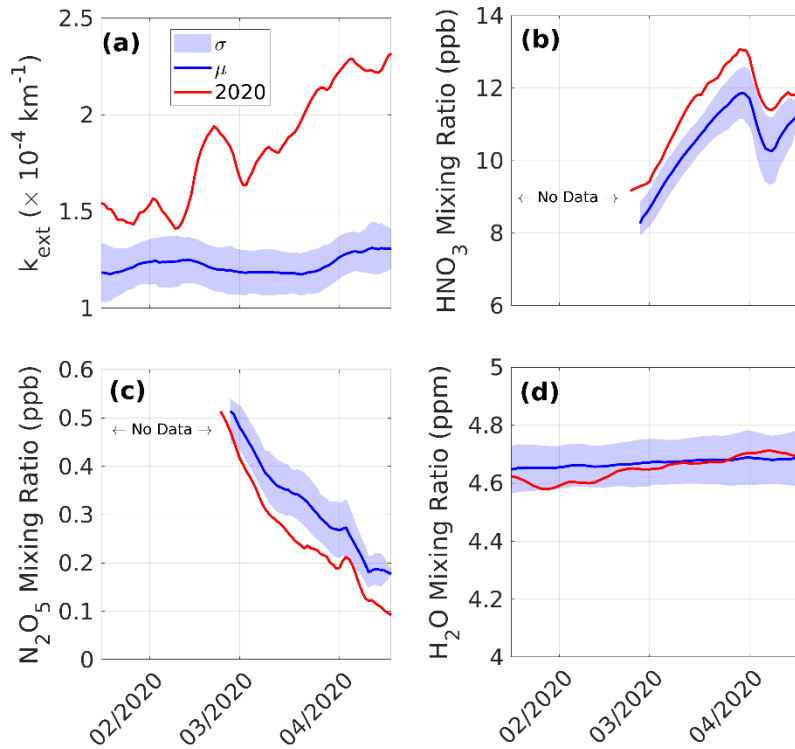 (a)
σ
μ
2020
2.5
2
1.5
1
k_ext (× 10⁻⁴ km⁻¹)
(b)
14
12
10
8
6
← No Data →
HNO₃ Mixing Ratio (ppb)
(c)
0.6
0.5
0.4
0.3
0.2
0.1
0
← No Data →
N₂O₅ Mixing Ratio (ppb)
02/2020
03/2020
04/2020
(d)
5
4.8
4.6
4.4
4.2
4
H₂O Mixing Ratio (ppm)
02/2020
03/2020
04/2020